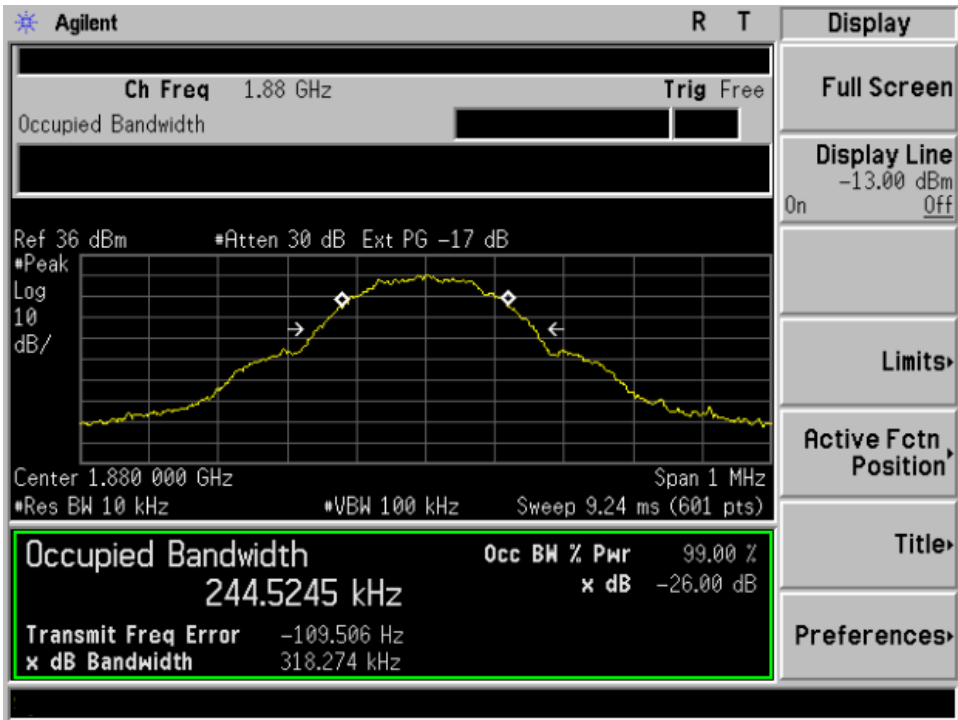 Agilent R T Display
Ch Freq 1.88 GHz Trig Free
Occupied Bandwidth
Full Screen
Display Line
-13.00 dBm
On Off
Ref 36 dBm #Atten 30 dB Ext PG -17 dB
#Peak
Log
10
dB/
Limits
Active Fctn
Position
Center 1.880 000 GHz Span 1 MHz
#Res BW 10 kHz #VBW 100 kHz Sweep 9.24 ms (601 pts)
Title
Occupied Bandwidth Occ BW % Pwr 99.00 %
244.5245 kHz x dB -26.00 dB
Transmit Freq Error -109.506 Hz
x dB Bandwidth 318.274 kHz
Preferences